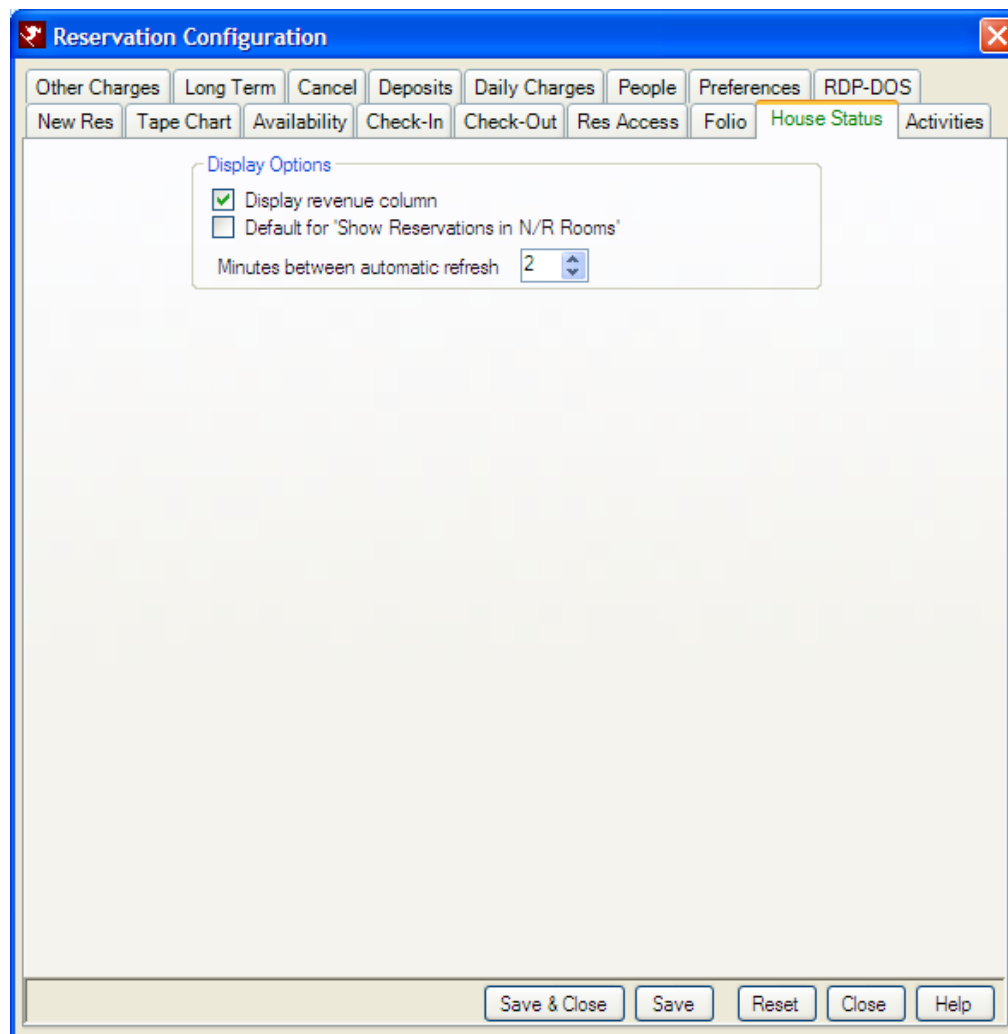 Reservation Configuration
Other Charges Long Term Cancel Deposits Daily Charges People Preferences RDP-DOS
New Res Tape Chart Availability Check-In Check-Out Res Access Folio House Status Activities
Display Options
Display revenue column
Default for 'Show Reservations in N/R Rooms'
Minutes between automatic refresh 2
Save & Close Save Reset Close Help